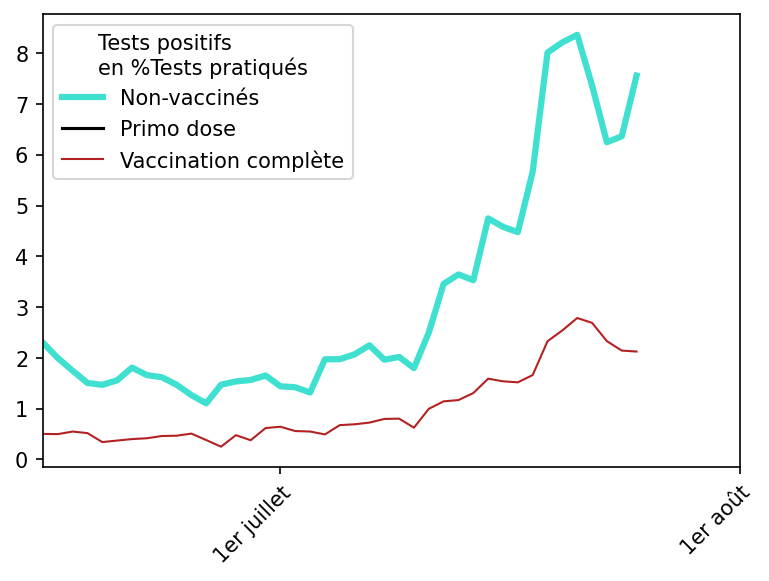 Tests positifs
en %Tests pratiqués
Non-vaccinés
Primo dose
Vaccination complète
8
7
6
5
4
3
2
1
0
1er juillet
1er août